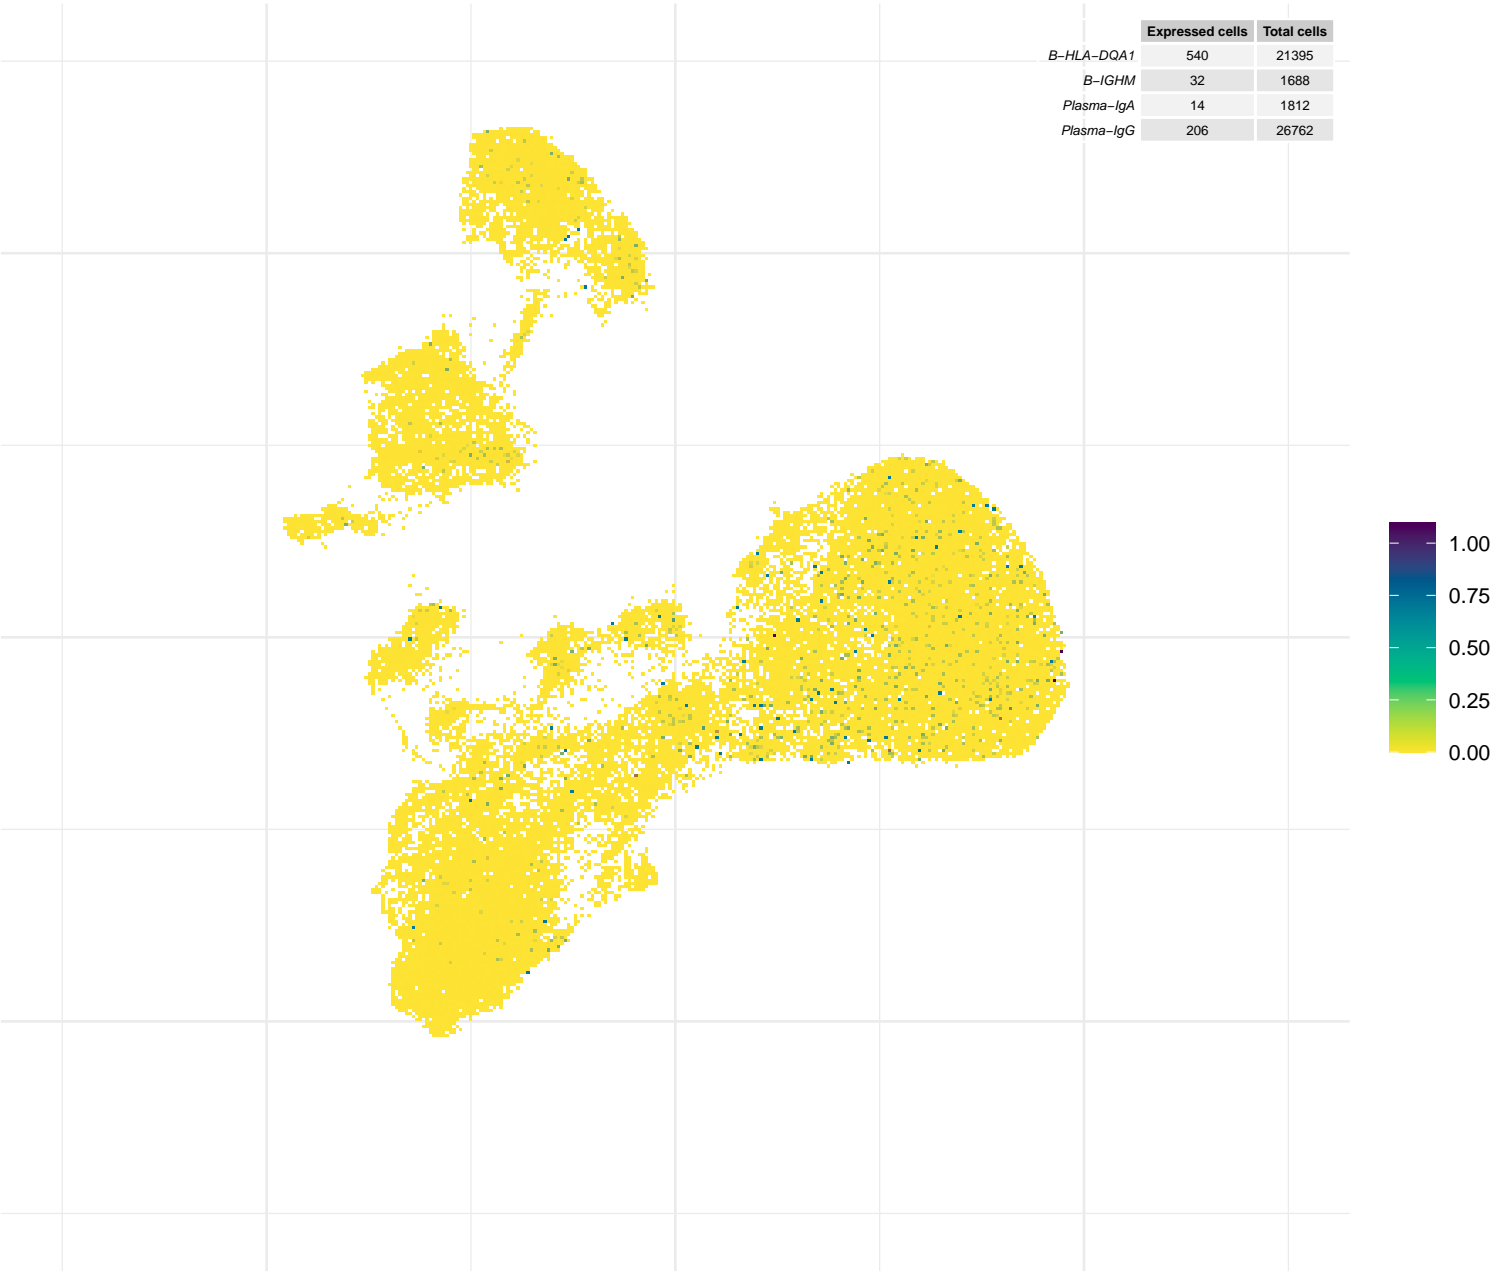 Expressed cells Total cells
B−HLA−DQA1 540 21395
B−IGHM 32 1688
Plasma−IgA 14 1812
Plasma−IgG 206 26762
1.00
0.75
0.50
0.25
0.00